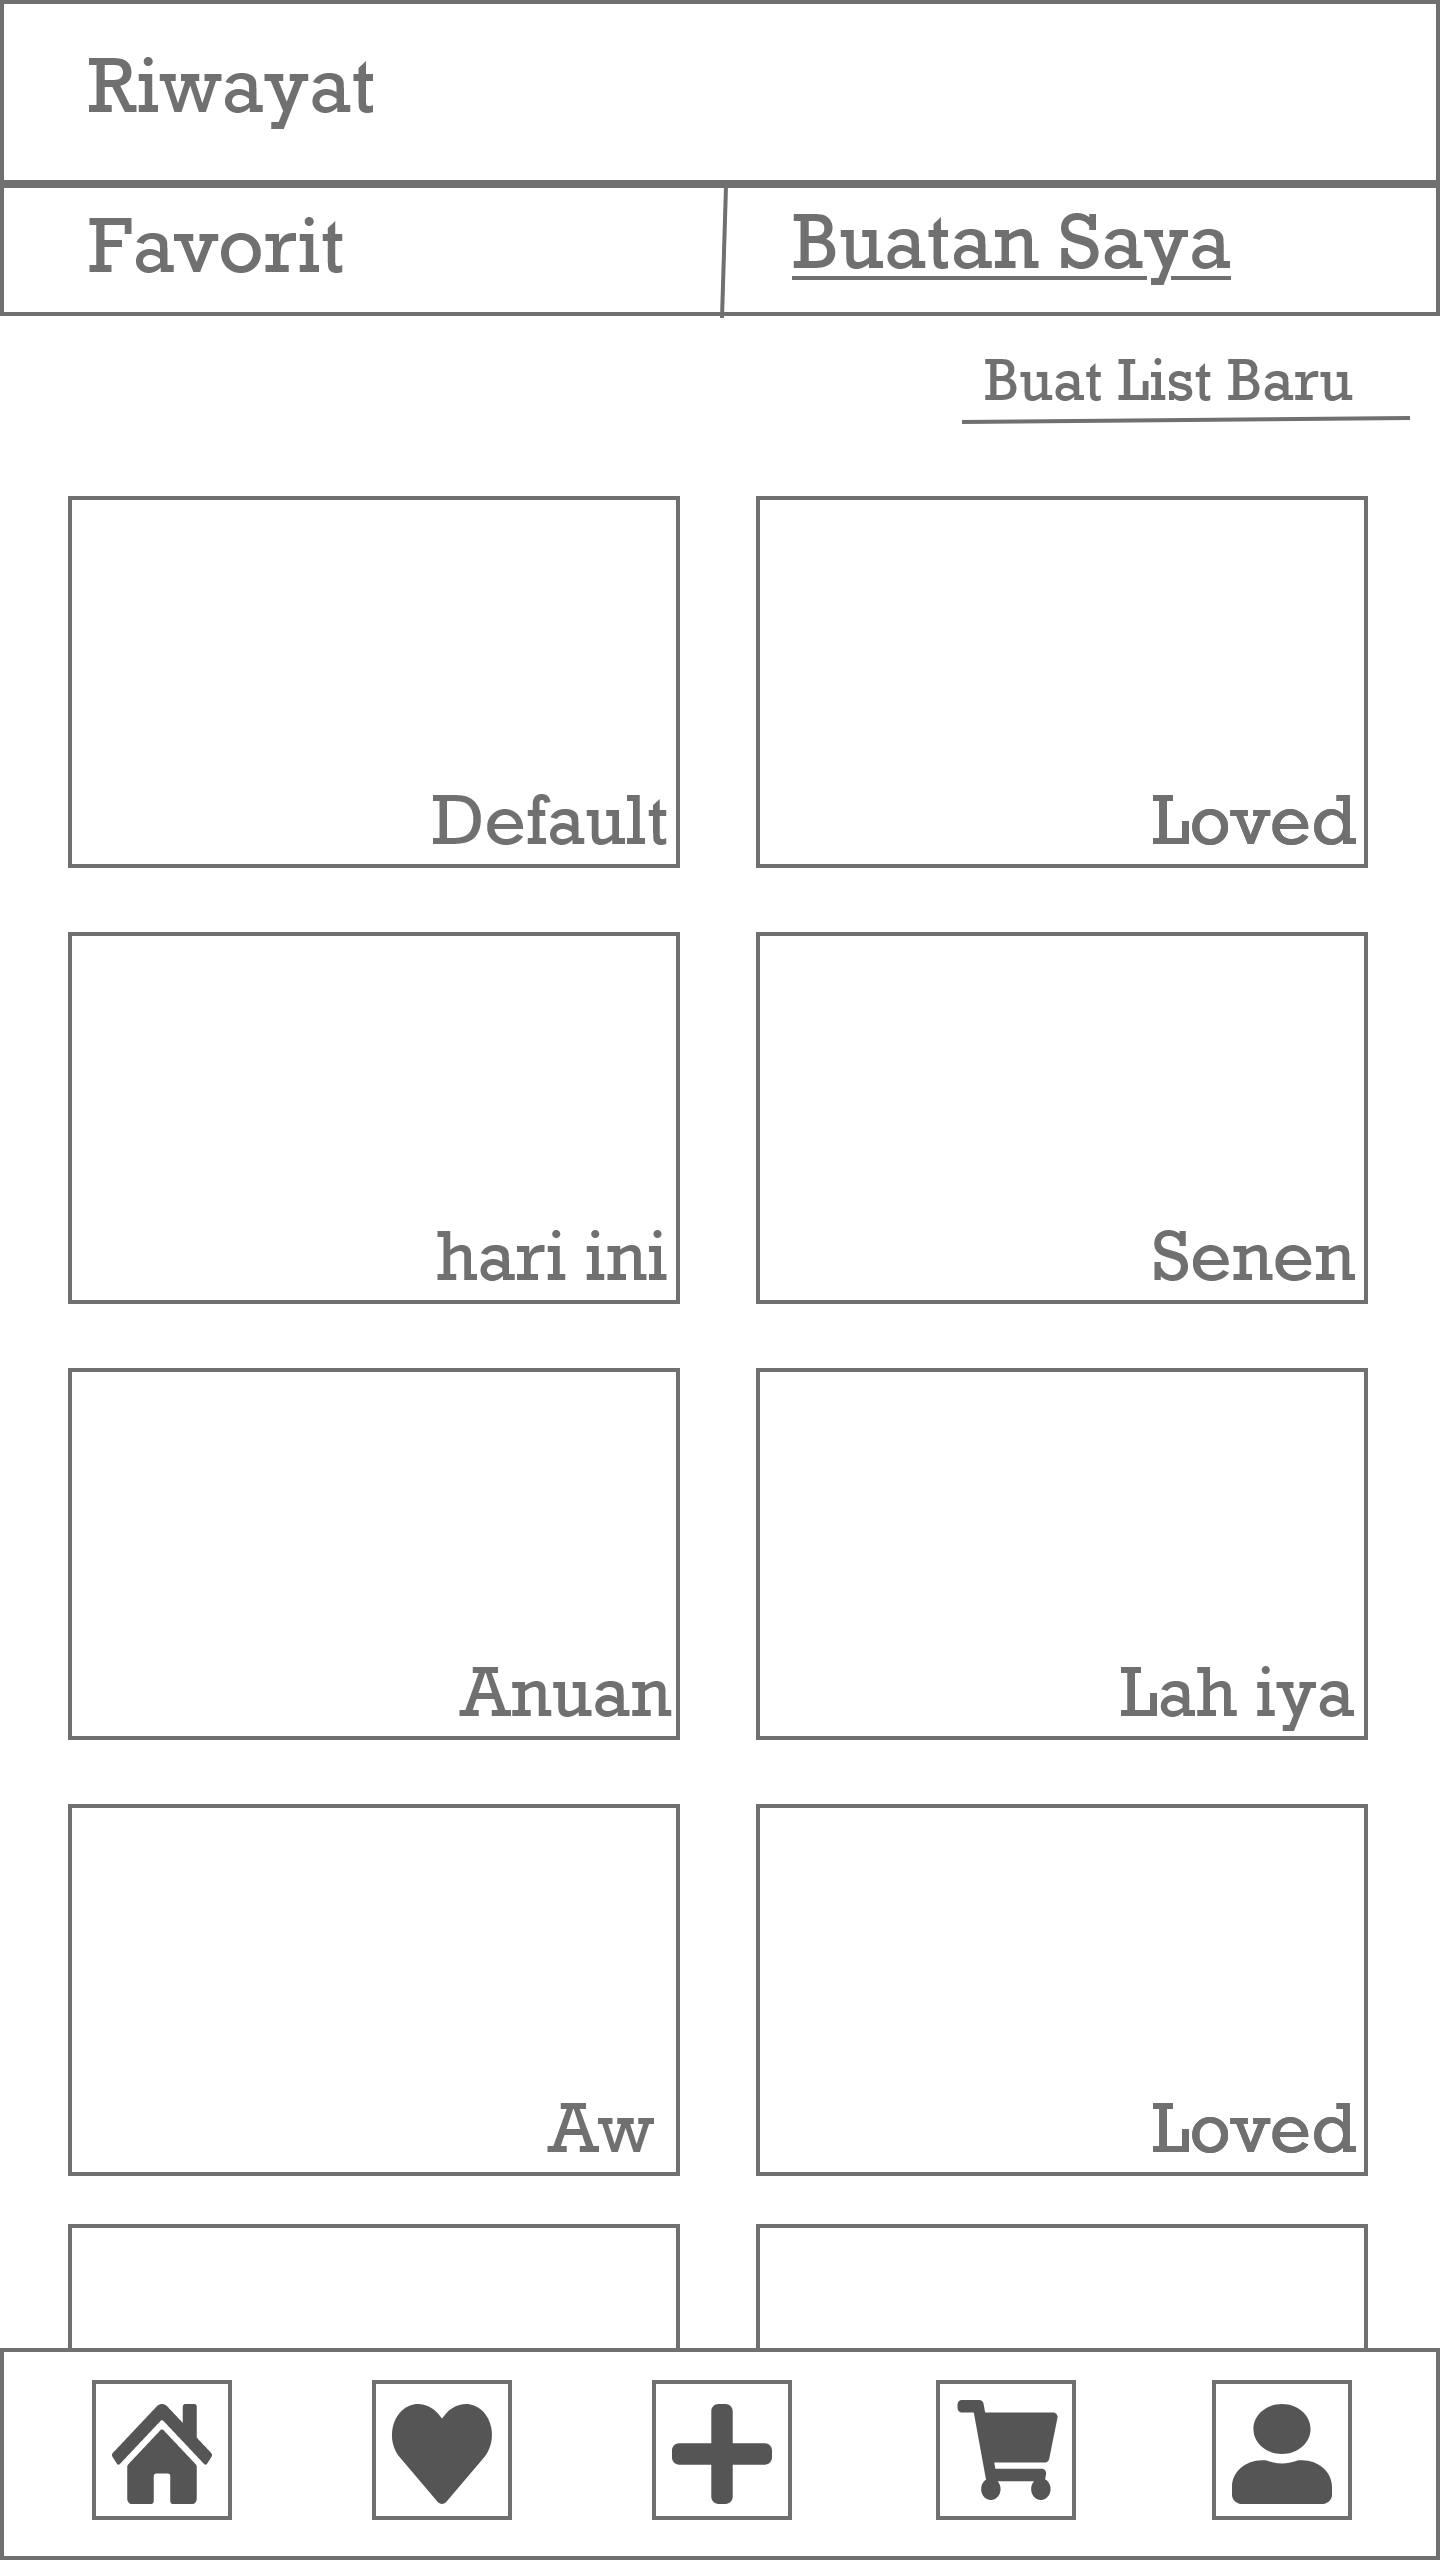 Riwayat
Favorit
Buatan Saya
Buat List Baru
Default
Loved
hari ini
Senen
Anuan
Lah iya
Aw
Loved